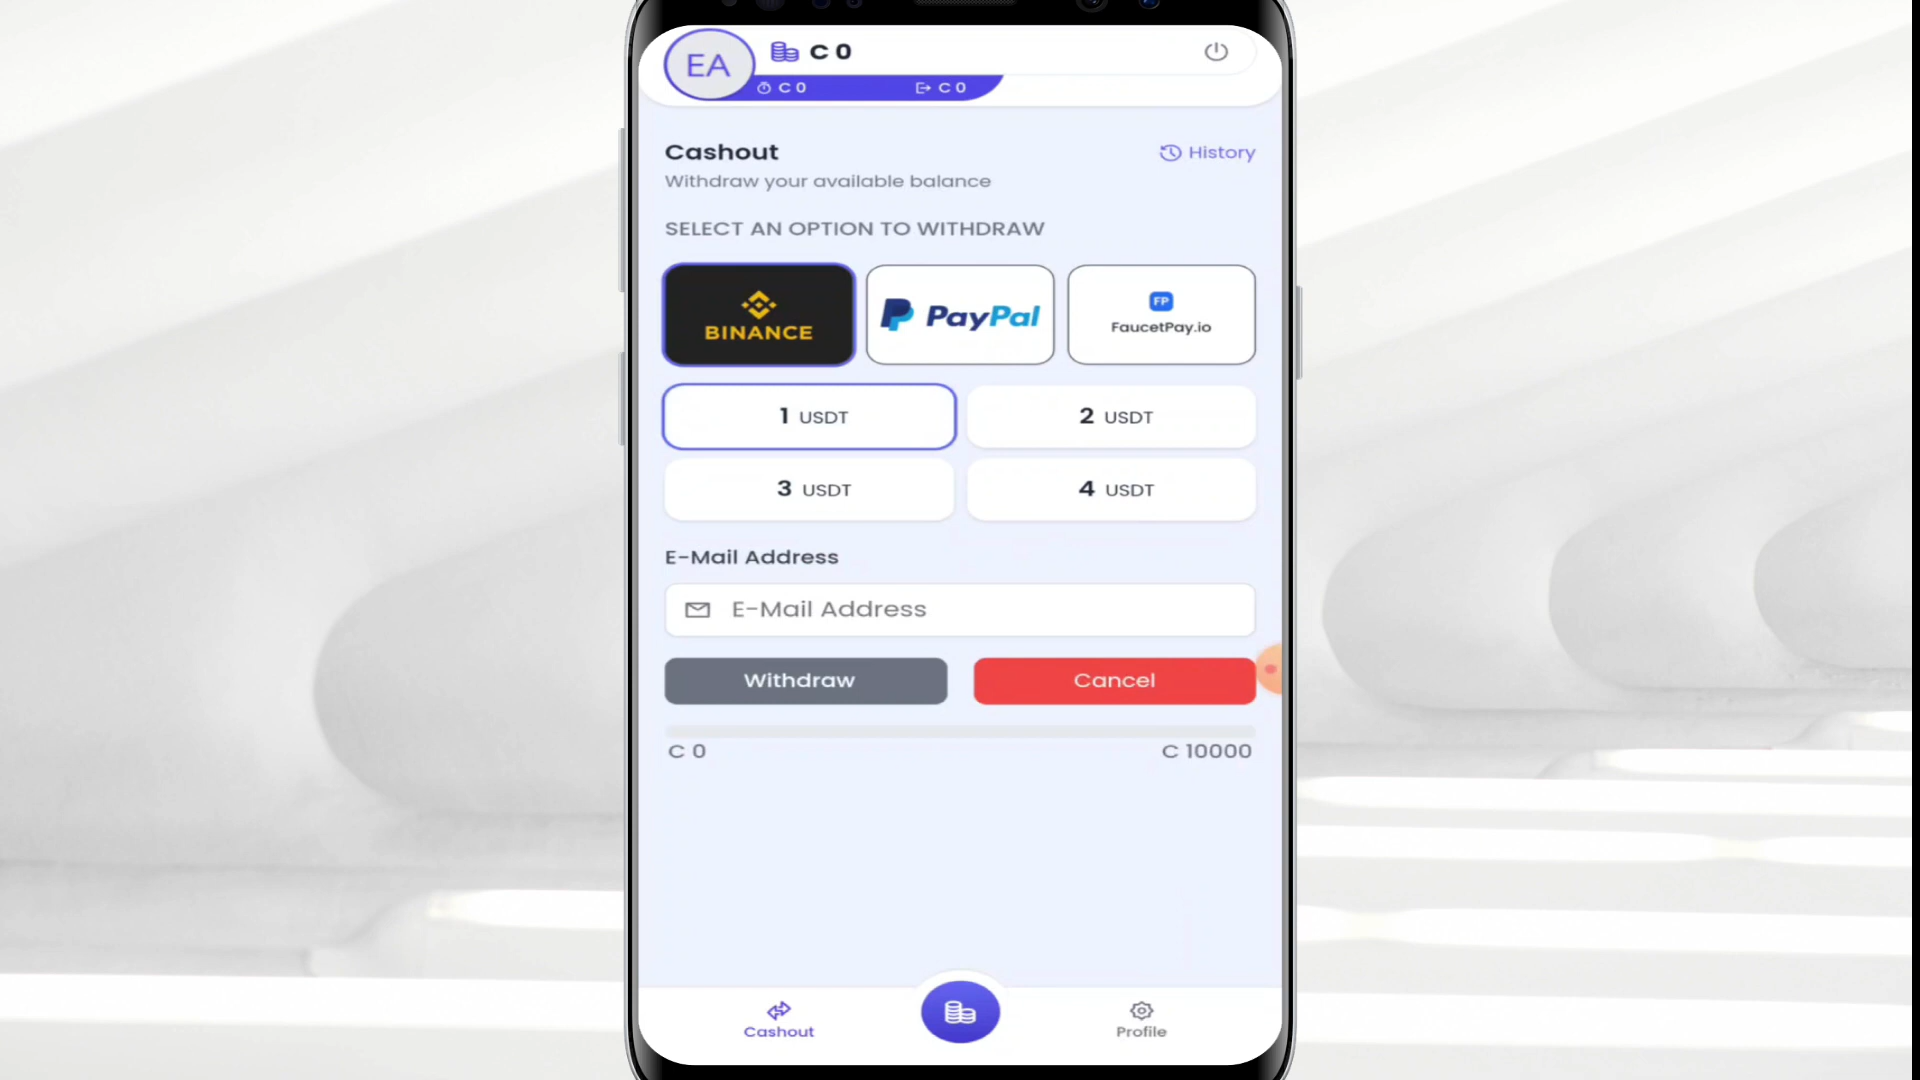 EA
C 0
C 0
C 0
Cashout
History
Withdraw your available balance
SELECT AN OPTION TO WITHDRAW
BINANCE
PayPal
FP
FaucetPay.io
1 USDT
2 USDT
3 USDT
4 USDT
E-Mail Address
E-Mail Address
Withdraw
Cancel
C 0
C 10000
Cashout
Profile